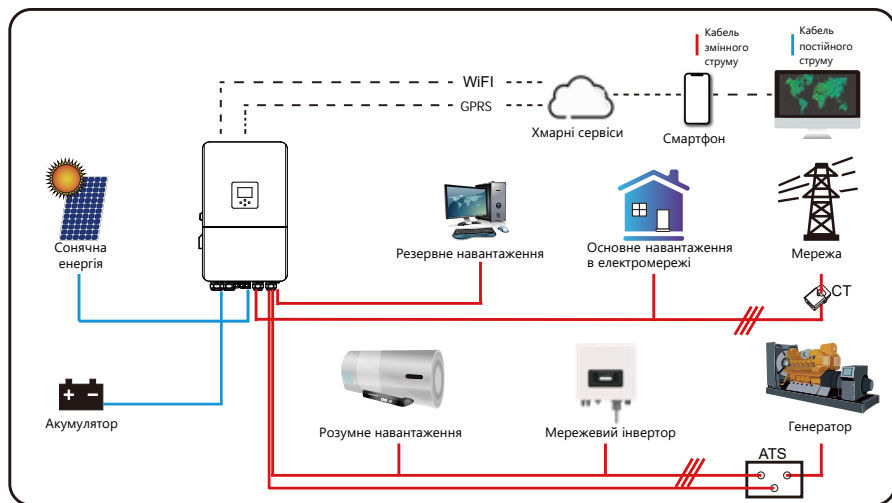 Кабель
змінного
струму
Кабель
постійного
струму
WiFI
GPRS
Хмарні сервіси
Смартфон
Сонячна
енергія
Резервне навантаження
Основне навантаження
в електромережі
Мережа
CT
Акумулятор
Розумне навантаження
Мережевий інвертор
Генератор
ATS